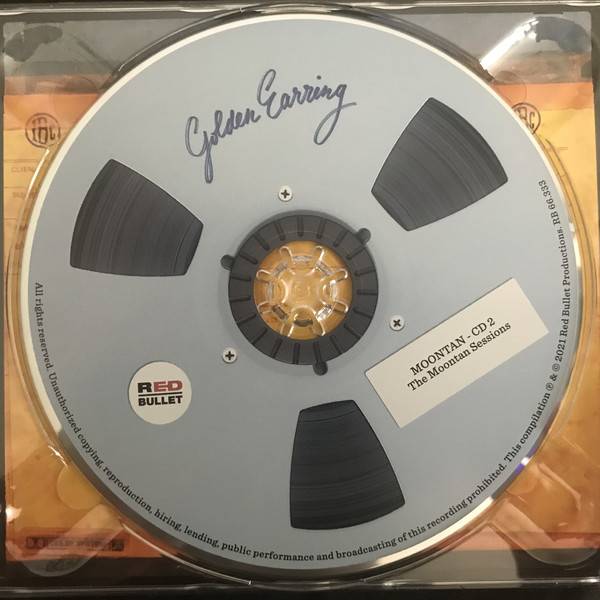 Golden Earring
RED
BULLET
MOONTAN - CD 2
The Moontan Sessions
All rights reserved. Unauthorized copying, reproduction, hiring, lending, public performance and broadcasting of this recording prohibited. This compilation ℗ & © 2021 Red Bullet Productions. RB 66.333